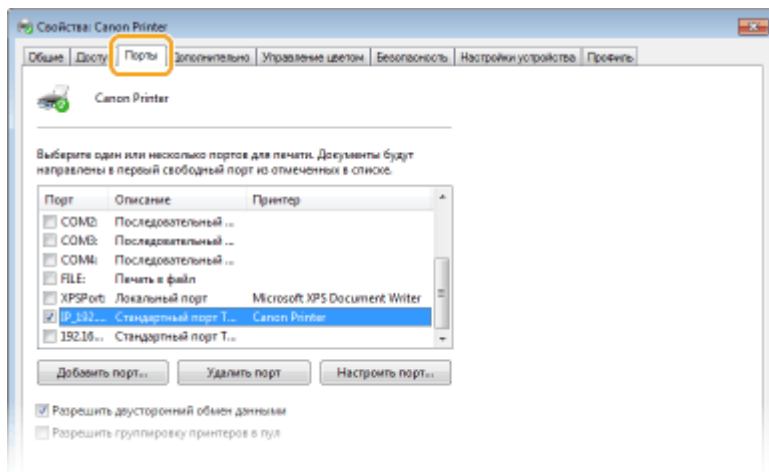 Свойства: Canon Printer
Общие Доступ Порты Дополнительно Управление цветом Безопасность Настройки устройства Профиль
Canon Printer
Выберите один или несколько портов для печати. Документы будут
направлены в первый свободный порт из отмеченных в списке.
Порт Описание Принтер
COM2: Последовательный ...
COM3: Последовательный ...
COM4: Последовательный ...
FILE: Печать в файл
XPSPort: Локальный порт Microsoft XPS Document Writer
IP_192.... Стандартный порт T... Canon Printer
192.16... Стандартный порт T...
Добавить порт... Удалить порт Настроить порт...
Разрешить двусторонний обмен данными
Разрешить группировку принтеров в пул